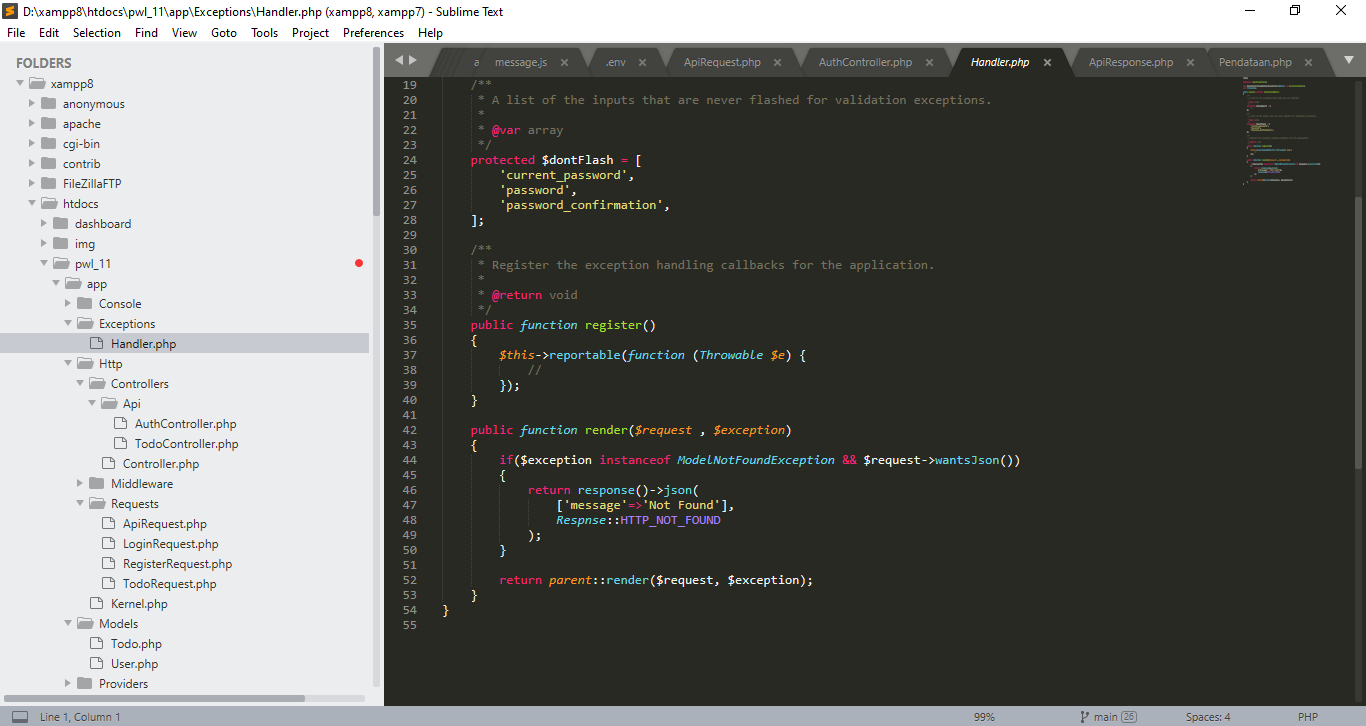 D:\xampp8\htdocs\pwl_11\app\Exceptions\Handler.php (xampp8, xampp7) - Sublime Text
File Edit Selection Find View Goto Tools Project Preferences Help
FOLDERS
xampp8
anonymous
apache
cgi-bin
contrib
FileZillaFTP
htdocs
dashboard
img
pwl_11
app
Console
Exceptions
Handler.php
Http
Controllers
Api
AuthController.php
TodoController.php
Controller.php
Middleware
Requests
ApiRequest.php
LoginRequest.php
RegisterRequest.php
TodoRequest.php
Kernel.php
Models
Todo.php
User.php
Providers
a message.js .env ApiRequest.php AuthController.php Handler.php ApiResponse.php Pendataan.php
19 /**
20 * A list of the inputs that are never flashed for validation exceptions.
21 *
22 * @var array
23 */
24 protected $dontFlash = [
25 'current_password',
26 'password',
27 'password_confirmation',
28 ];
29
30 /**
31 * Register the exception handling callbacks for the application.
32 *
33 * @return void
34 */
35 public function register()
36 {
37 $this->reportable(function (Throwable $e) {
38 //
39 });
40 }
41
42 public function render($request , $exception)
43 {
44 if($exception instanceof ModelNotFoundException && $request->wantsJson())
45 {
46 return response()->json(
47 ['message'=>'Not Found'],
48 Respnse::HTTP_NOT_FOUND
49 );
50 }
51
52 return parent::render($request, $exception);
53 }
54 }
55
Line 1, Column 1 99% main 26 Spaces: 4 PHP